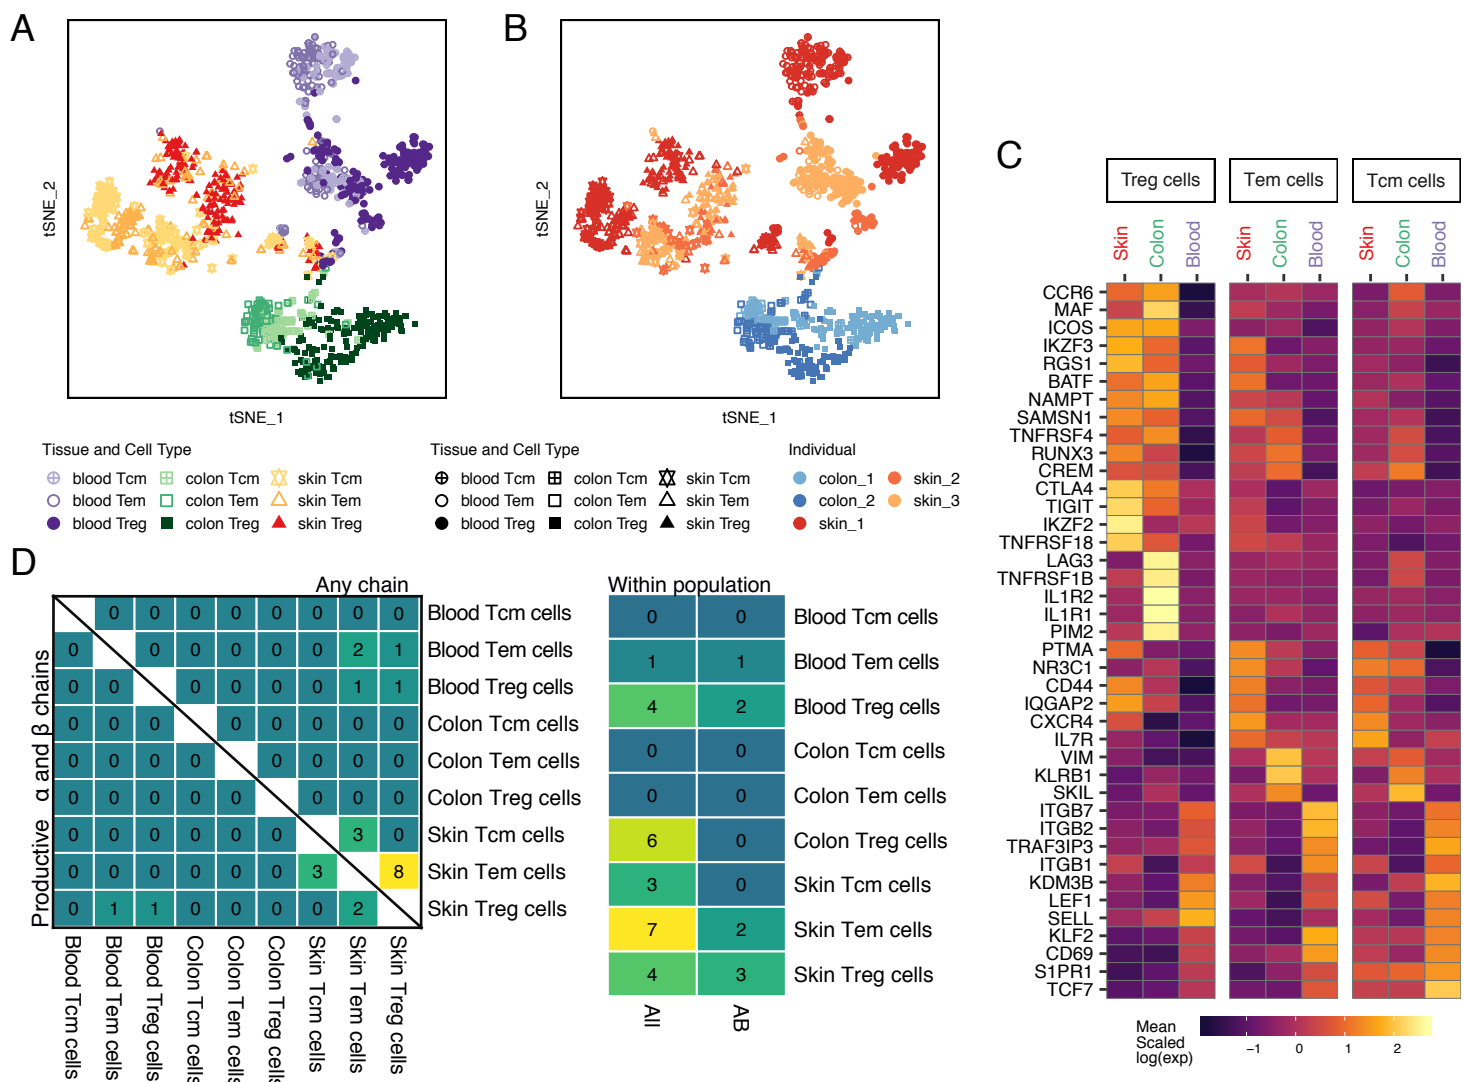 A
B
C
tSNE_2
tSNE_1
tSNE_2
tSNE_1
Tissue and Cell Type
blood Tcm
colon Tcm
skin Tcm
blood Tem
colon Tem
skin Tem
blood Treg
colon Treg
skin Treg
Tissue and Cell Type
blood Tcm
colon Tcm
skin Tcm
blood Tem
colon Tem
skin Tem
blood Treg
colon Treg
skin Treg
Individual
colon_1
skin_2
colon_2
skin_3
skin_1
Treg cells
Tem cells
Tcm cells
Skin Colon Blood Skin Colon Blood Skin Colon Blood
CCR6
MAF
ICOS
IKZF3
RGS1
BATF
NAMPT
SAMSN1
TNFRSF4
RUNX3
CREM
CTLA4
TIGIT
IKZF2
TNFRSF18
LAG3
TNFRSF1B
IL1R2
IL1R1
PIM2
PTMA
NR3C1
CD44
IQGAP2
CXCR4
IL7R
VIM
KLRB1
SKIL
ITGB7
ITGB2
TRAF3IP3
ITGB1
KDM3B
LEF1
SELL
KLF2
CD69
S1PR1
TCF7
Mean
Scaled
log(exp)
−1 0 1 2
D
Any chain
Productive α and β chains
0 0 0 0 0 0 0 0 Blood Tcm cells
0 0 0 0 0 0 2 1 Blood Tem cells
0 0 0 0 0 0 1 1 Blood Treg cells
0 0 0 0 0 0 0 0 Colon Tcm cells
0 0 0 0 0 0 0 0 Colon Tem cells
0 0 0 0 0 0 0 0 Colon Treg cells
0 0 0 0 0 0 3 0 Skin Tcm cells
0 0 0 0 0 0 3 8 Skin Tem cells
0 1 1 0 0 0 0 2 Skin Treg cells
Blood Tcm cells
Blood Tem cells
Blood Treg cells
Colon Tcm cells
Colon Tem cells
Colon Treg cells
Skin Tcm cells
Skin Tem cells
Skin Treg cells
Within population
0 0 Blood Tcm cells
1 1 Blood Tem cells
4 2 Blood Treg cells
0 0 Colon Tcm cells
0 0 Colon Tem cells
6 0 Colon Treg cells
3 0 Skin Tcm cells
7 2 Skin Tem cells
4 3 Skin Treg cells
All
AB